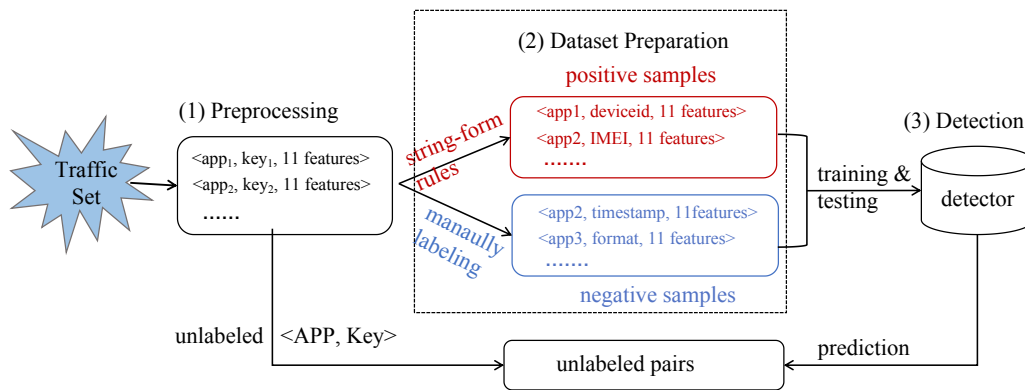 (2) Dataset Preparation
positive samples
(1) Preprocessing
<app1, deviceid, 11 features>
<app2, IMEI, 11 features>
.......
(3) Detection
Traffic
Set
<app₁, key₁, 11 features>
<app₂, key₂, 11 features>
......
string-form
rules
manaully
labeling
training &
testing
detector
<app2, timestamp, 11features>
<app3, format, 11 features>
.......
negative samples
unlabeled
<APP, Key>
unlabeled pairs
prediction